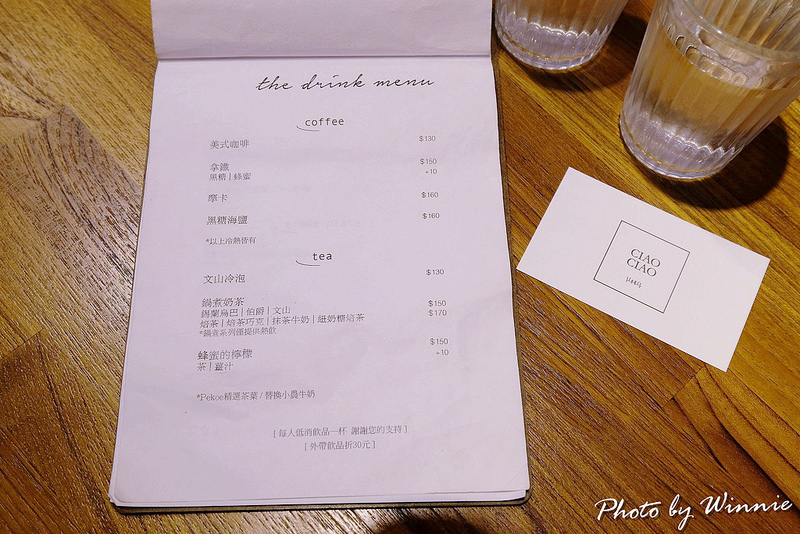 the drink menu
coffee
美式咖啡 $130
拿鐵 $150
黑糖 | 蜂蜜 +10
摩卡 $160
黑糖海鹽 $160
*以上冷熱皆有
tea
文山冷泡 $130
鍋煮奶茶
錫蘭烏巴 | 伯爵 | 文山 $150
焙茶 | 焙茶巧克 | 抹茶牛奶 | 紐奶糖焙茶 $170
*鍋煮系列僅提供熱飲
蜂蜜的檸檬 $150
茶 | 薑汁 +10
*Pekoe精選茶葉 / 替換小農牛奶
[ 每人低消飲品一杯 謝謝您的支持 ]
[ 外帶飲品折30元 ]
CIAO
CIAO
Photo by Winnie